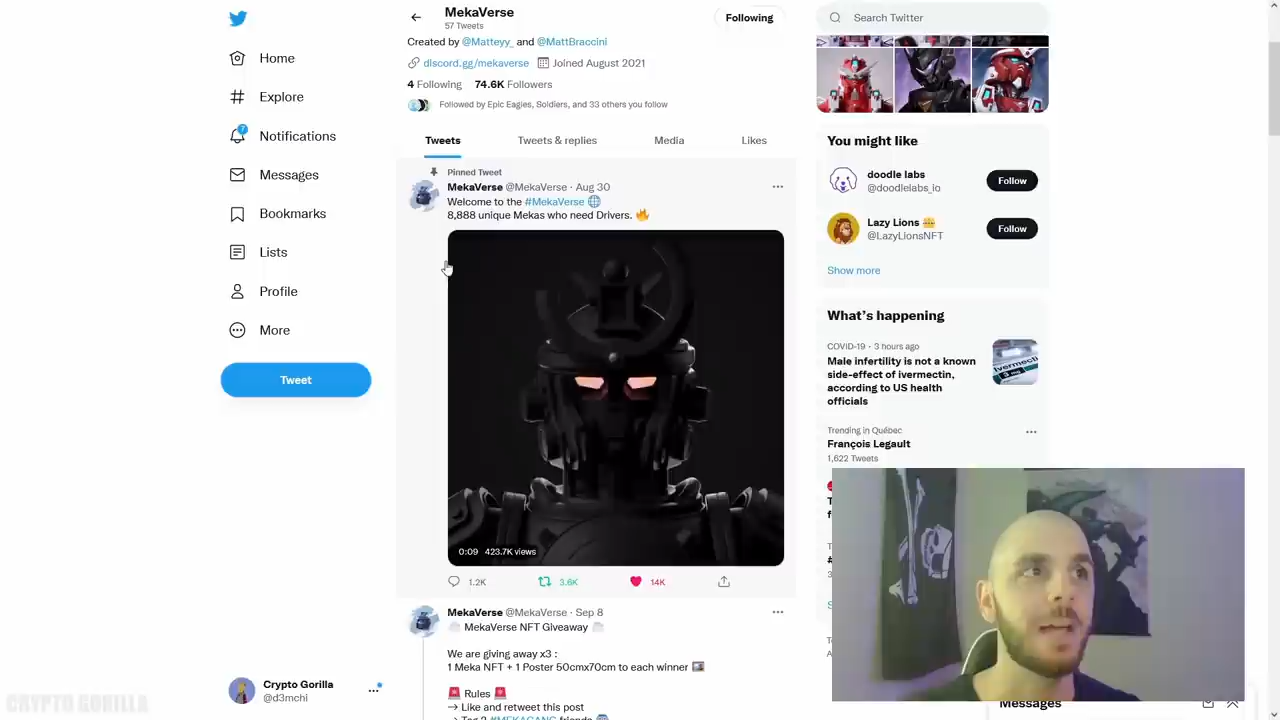 MekaVerse
57 Tweets
Following
Search Twitter
Created by @Matteyy_ and @MattBraccini
discord.gg/mekaverse Joined August 2021
4 Following 74.6K Followers
Followed by Epic Eagles, Soldiers, and 33 others you follow
Tweets Tweets & replies Media Likes
Home
Explore
7
Notifications
Messages
Bookmarks
Lists
Profile
More
Tweet
Crypto Gorilla
@d3mchi
CRYPTO GORILLA
Pinned Tweet
MekaVerse @MekaVerse · Aug 30
Welcome to the #MekaVerse
8,888 unique Mekas who need Drivers.
0:09 423.7K views
1.2K 3.6K 14K
MekaVerse @MekaVerse · Sep 8
MekaVerse NFT Giveaway
We are giving away x3 :
1 Meka NFT + 1 Poster 50cmx70cm to each winner
Rules
→ Like and retweet this post
→ Tag 2 #MEKAGANG friends
You might like
doodle labs
@doodlelabs_io
Follow
Lazy Lions
@LazyLionsNFT
Follow
Show more
What's happening
COVID-19 · 3 hours ago
Male infertility is not a known
side-effect of ivermectin,
according to US health
officials
Trending in Québec
François Legault
1,622 Tweets
Messages